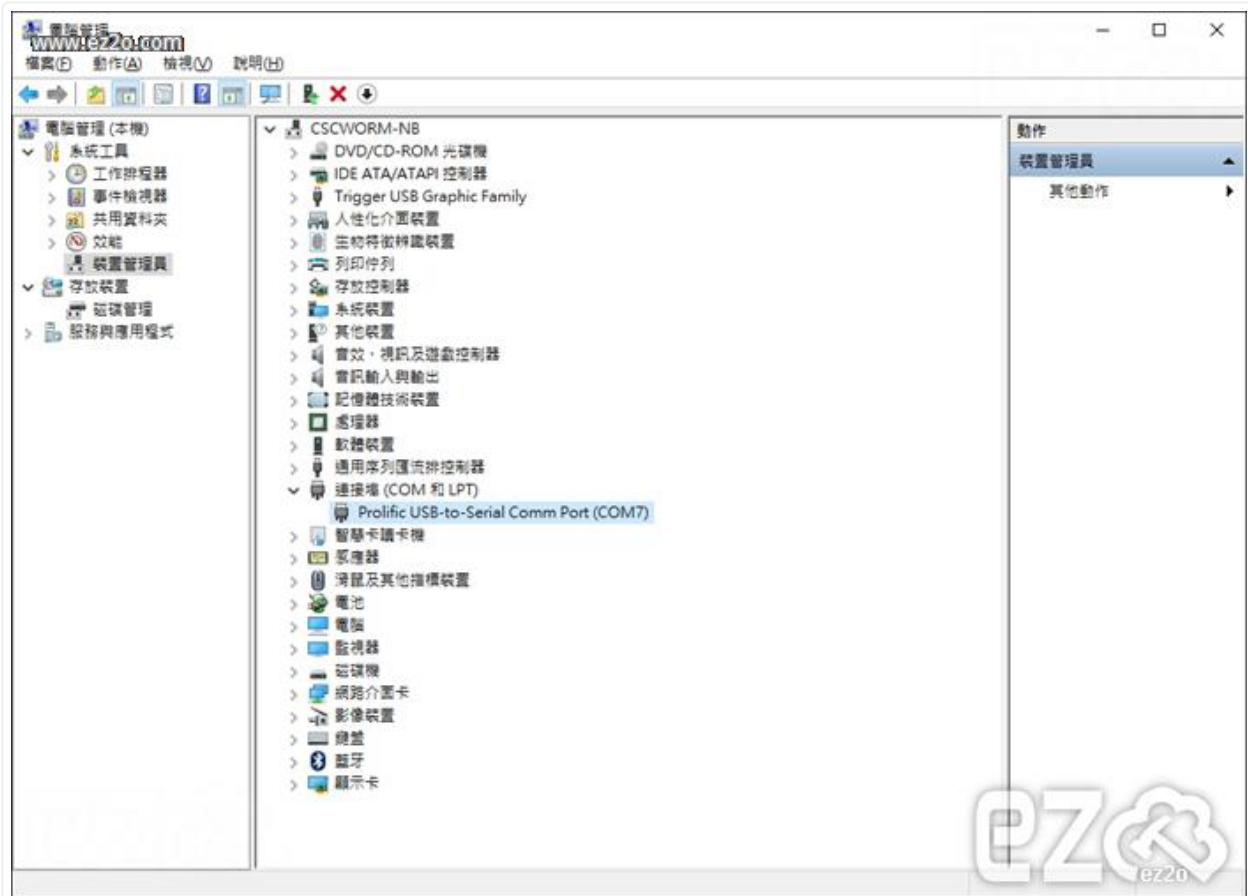 電腦管理
www.ez2o.com
檔案(F) 動作(A) 檢視(V) 說明(H)
電腦管理 (本機)
系統工具
工作排程器
事件檢視器
共用資料夾
效能
裝置管理員
存放裝置
磁碟管理
服務與應用程式
CSCWORM-NB
DVD/CD-ROM 光碟機
IDE ATA/ATAPI 控制器
Trigger USB Graphic Family
人性化介面裝置
生物特徵辨識裝置
列印佇列
存放控制器
系統裝置
其他裝置
音效、視訊及遊戲控制器
音訊輸入與輸出
記憶體技術裝置
處理器
軟體裝置
通用序列匯流排控制器
連接埠 (COM 和 LPT)
Prolific USB-to-Serial Comm Port (COM7)
智慧卡讀卡機
感應器
滑鼠及其他指標裝置
電池
電腦
監視器
磁碟機
網路介面卡
影像裝置
鍵盤
藍牙
顯示卡
動作
裝置管理員
其他動作
ez2o
ez2o